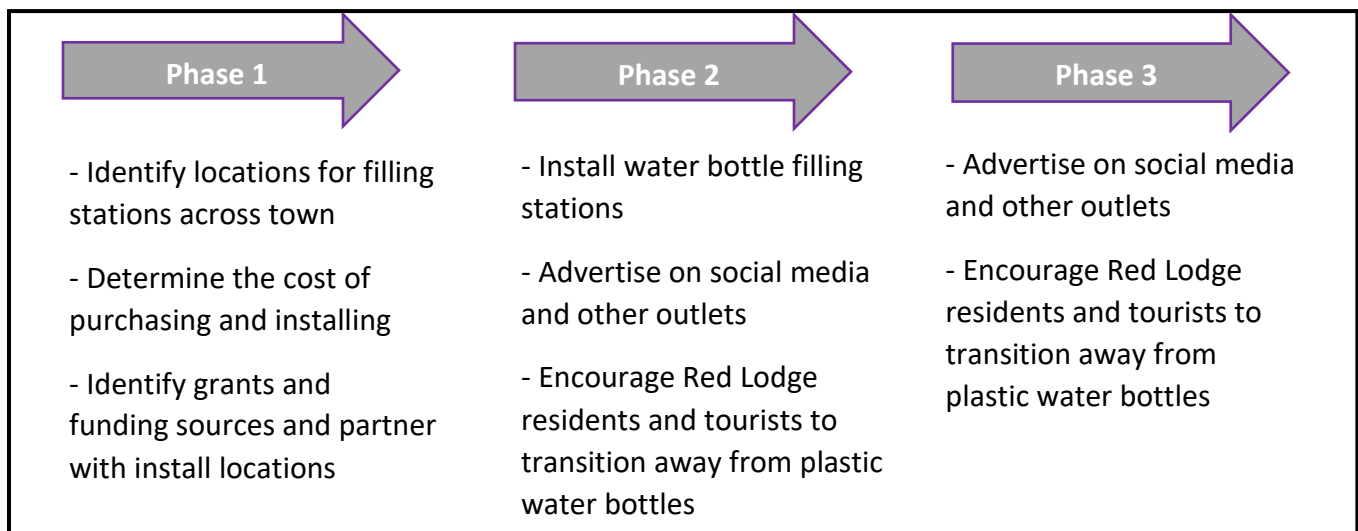 Phase 1
- Identify locations for filling
stations across town
- Determine the cost of
purchasing and installing
- Identify grants and
funding sources and partner
with install locations
Phase 2
- Install water bottle filling
stations
- Advertise on social media
and other outlets
- Encourage Red Lodge
residents and tourists to
transition away from plastic
water bottles
Phase 3
- Advertise on social media
and other outlets
- Encourage Red Lodge
residents and tourists to
transition away from
plastic water bottles